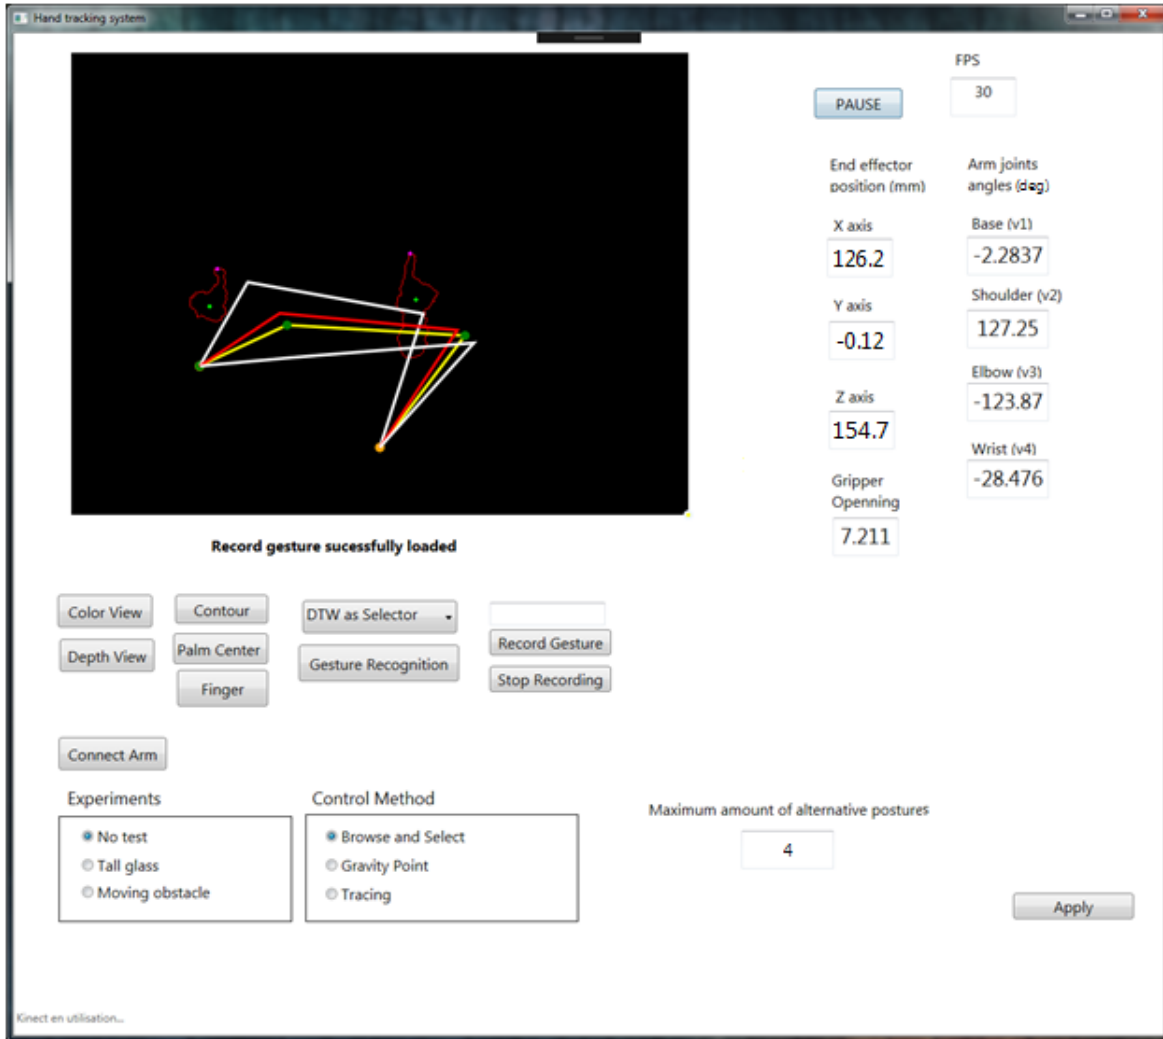 Hand tracking system
FPS
PAUSE
30
End effector
position (mm)
Arm joints
angles (deg)
X axis
126.2
Base (v1)
-2.2837
Y axis
-0.12
Shoulder (v2)
127.25
Z axis
154.7
Elbow (v3)
-123.87
Wrist (v4)
-28.476
Gripper
Openning
7.211
Record gesture sucessfully loaded
Color View
Contour
DTW as Selector
Depth View
Palm Center
Gesture Recognition
Record Gesture
Finger
Stop Recording
Connect Arm
Experiments
No test
Tall glass
Moving obstacle
Control Method
Browse and Select
Gravity Point
Tracing
Maximum amount of alternative postures
4
Apply
Kinect en utilisation...